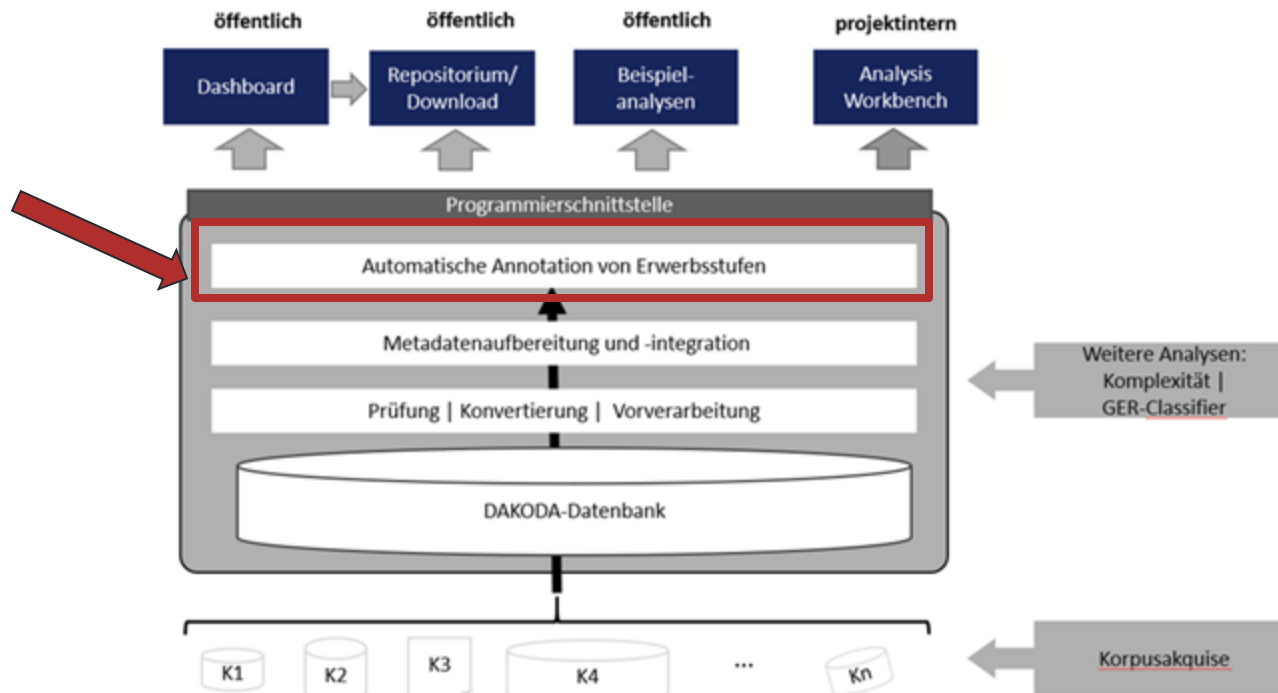 öffentlich
öffentlich
öffentlich
projektintern
Dashboard
Repositorium/
Download
Beispiel-
analysen
Analysis
Workbench
Programmierschnittstelle
Automatische Annotation von Erwerbsstufen
Metadatenaufbereitung und -integration
Prüfung | Konvertierung | Vorverarbeitung
DAKODA-Datenbank
Weitere Analysen:
Komplexität |
GER-Classifier
K1
K2
K3
K4
...
Kn
Korpusakquise